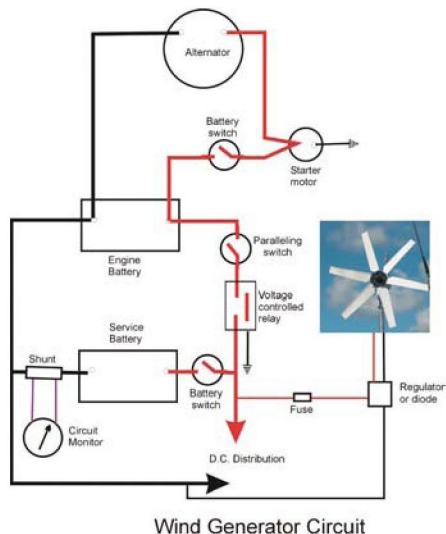 Alternator
Battery
switch
Starter
motor
Engine
Battery
Paralleling
switch
Voltage
controlled
relay
Service
Battery
Shunt
Battery
switch
Fuse
Regulator
or diode
Circuit
Monitor
D.C. Distribution
Wind Generator Circuit